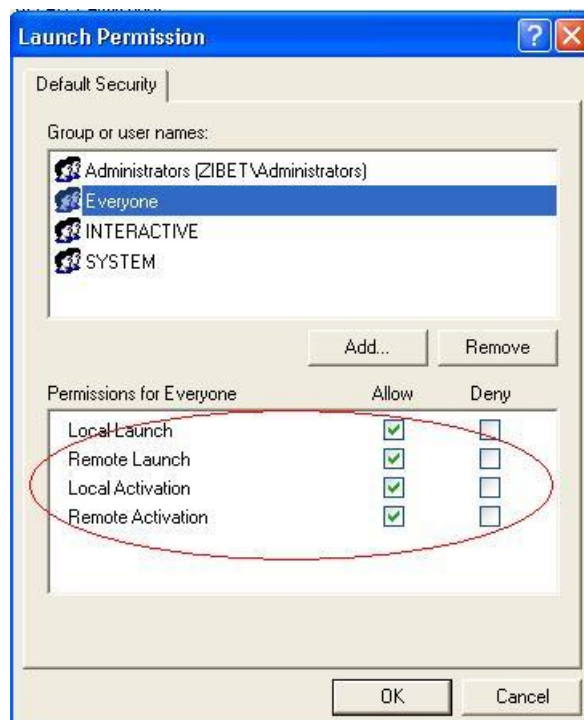 Launch Permission
Default Security
Group or user names:
Administrators (ZIBET\Administrators)
Everyone
INTERACTIVE
SYSTEM
Add... Remove
Permissions for Everyone Allow Deny
Local Launch
Remote Launch
Local Activation
Remote Activation
OK Cancel